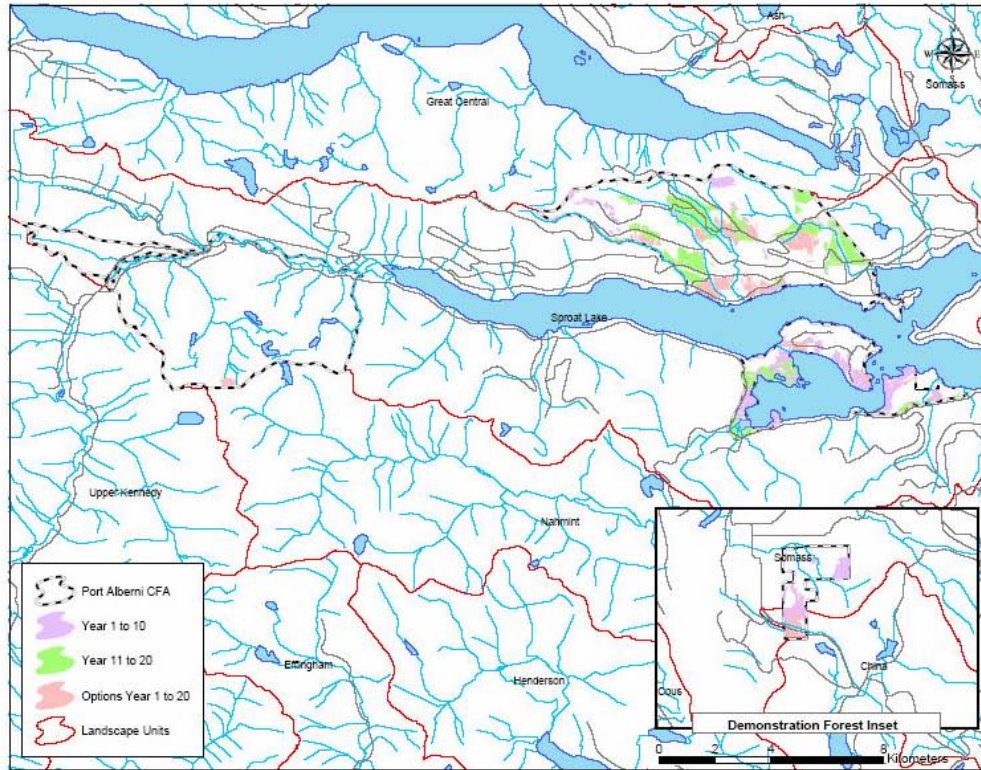 Ash
W E
Somass
Great Central
Sproat Lake
Upper Kennedy
Nahmint
Effingham
Henderson
Port Alberni CFA
Year 1 to 10
Year 11 to 20
Options Year 1 to 20
Landscape Units
Somass
China
Cous
Demonstration Forest Inset
0 2 4 8
Kilometers